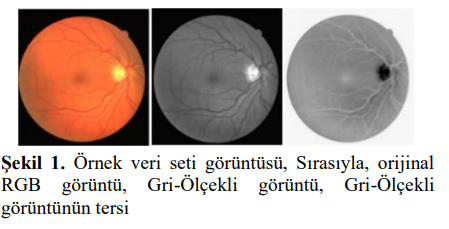 Şekil 1. Örnek veri seti görüntüsü, Sırasıyla, orijinal
RGB görüntü, Gri-Ölçekli görüntü, Gri-Ölçekli
görüntünün tersi